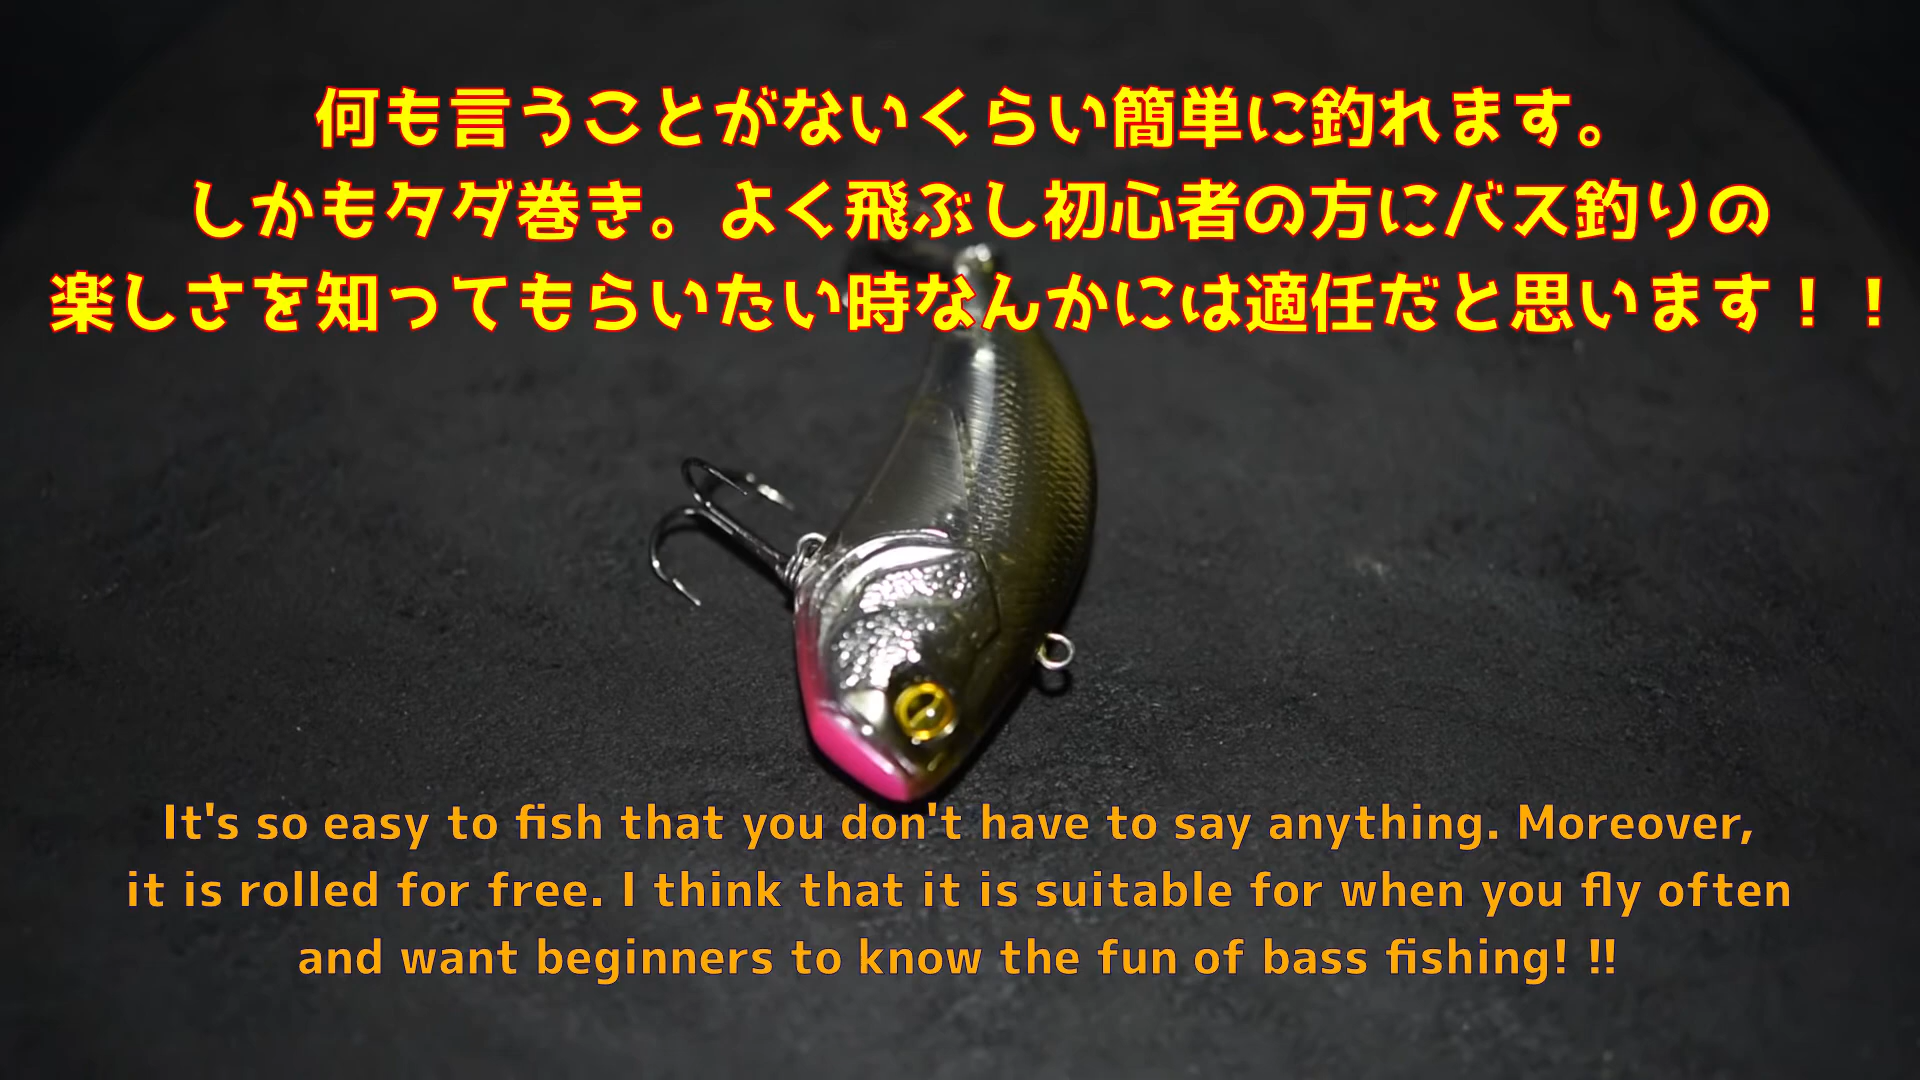 何も言うことがないくらい簡単に釣れます。
しかもタダ巻き。よく飛ぶし初心者の方にバス釣りの
楽しさを知ってもらいたい時なんかには適任だと思います！！
It's so easy to fish that you don't have to say anything. Moreover,
it is rolled for free. I think that it is suitable for when you fly often
and want beginners to know the fun of bass fishing! !!